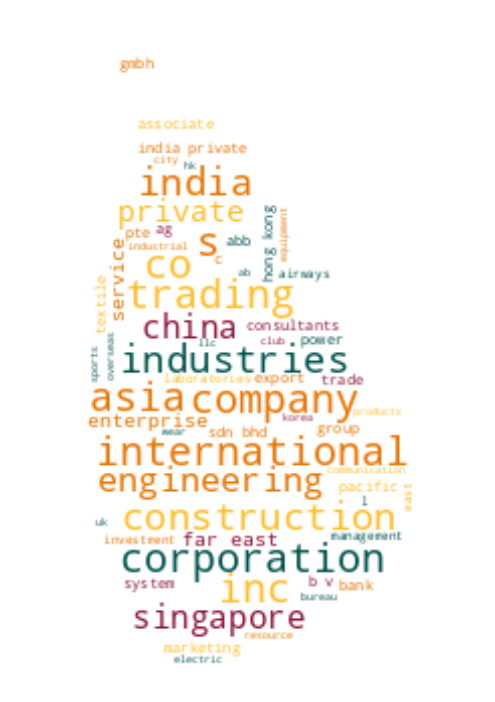 gmbh
associate
india private
city
hk
india
private
hong kong
equipment
pte
ag
s
abb
industrial
service
c
co
ab
airways
textile
trading
china
consultants
overseas
sports
llc
club
power
industries
laboratories
export
trade
asia
company
products
enterprise
korea
wear
sdn bhd
group
international
communication
engineering
pacific
east
l
construction
uk
investment
far east
management
corporation
system
inc
b v
bank
bureau
singapore
resource
marketing
electric